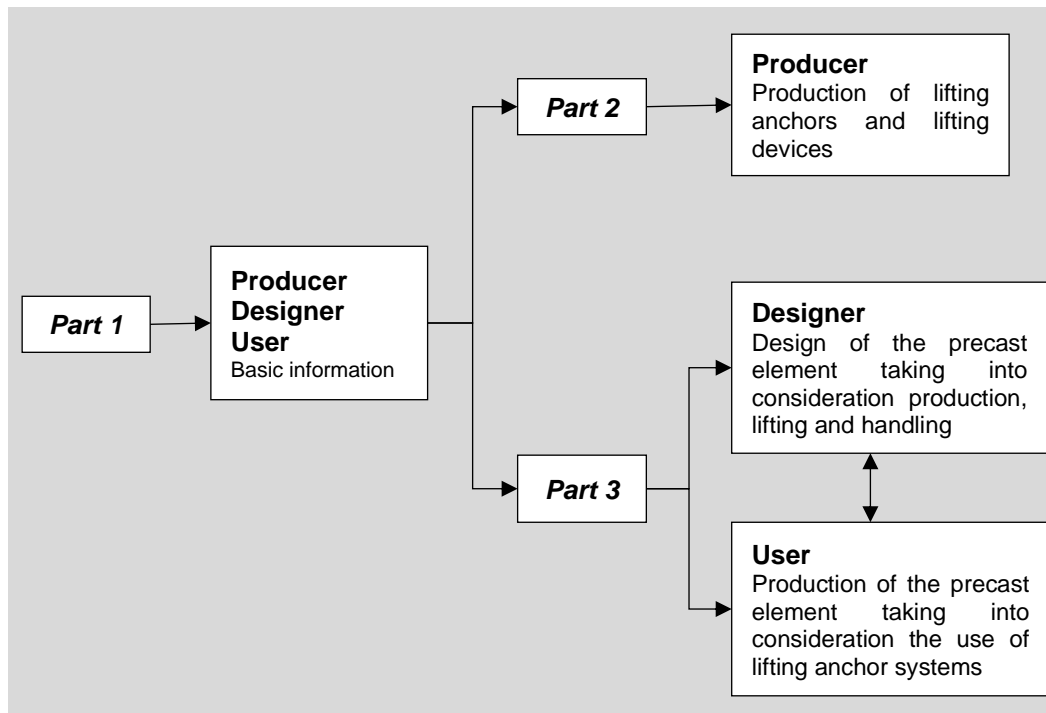 Part 1
Producer
Designer
User
Basic information
Part 2
Producer
Production of lifting
anchors and lifting
devices
Part 3
Designer
Design of the precast
element taking into
consideration production,
lifting and handling
User
Production of the precast
element taking into
consideration the use of
lifting anchor systems